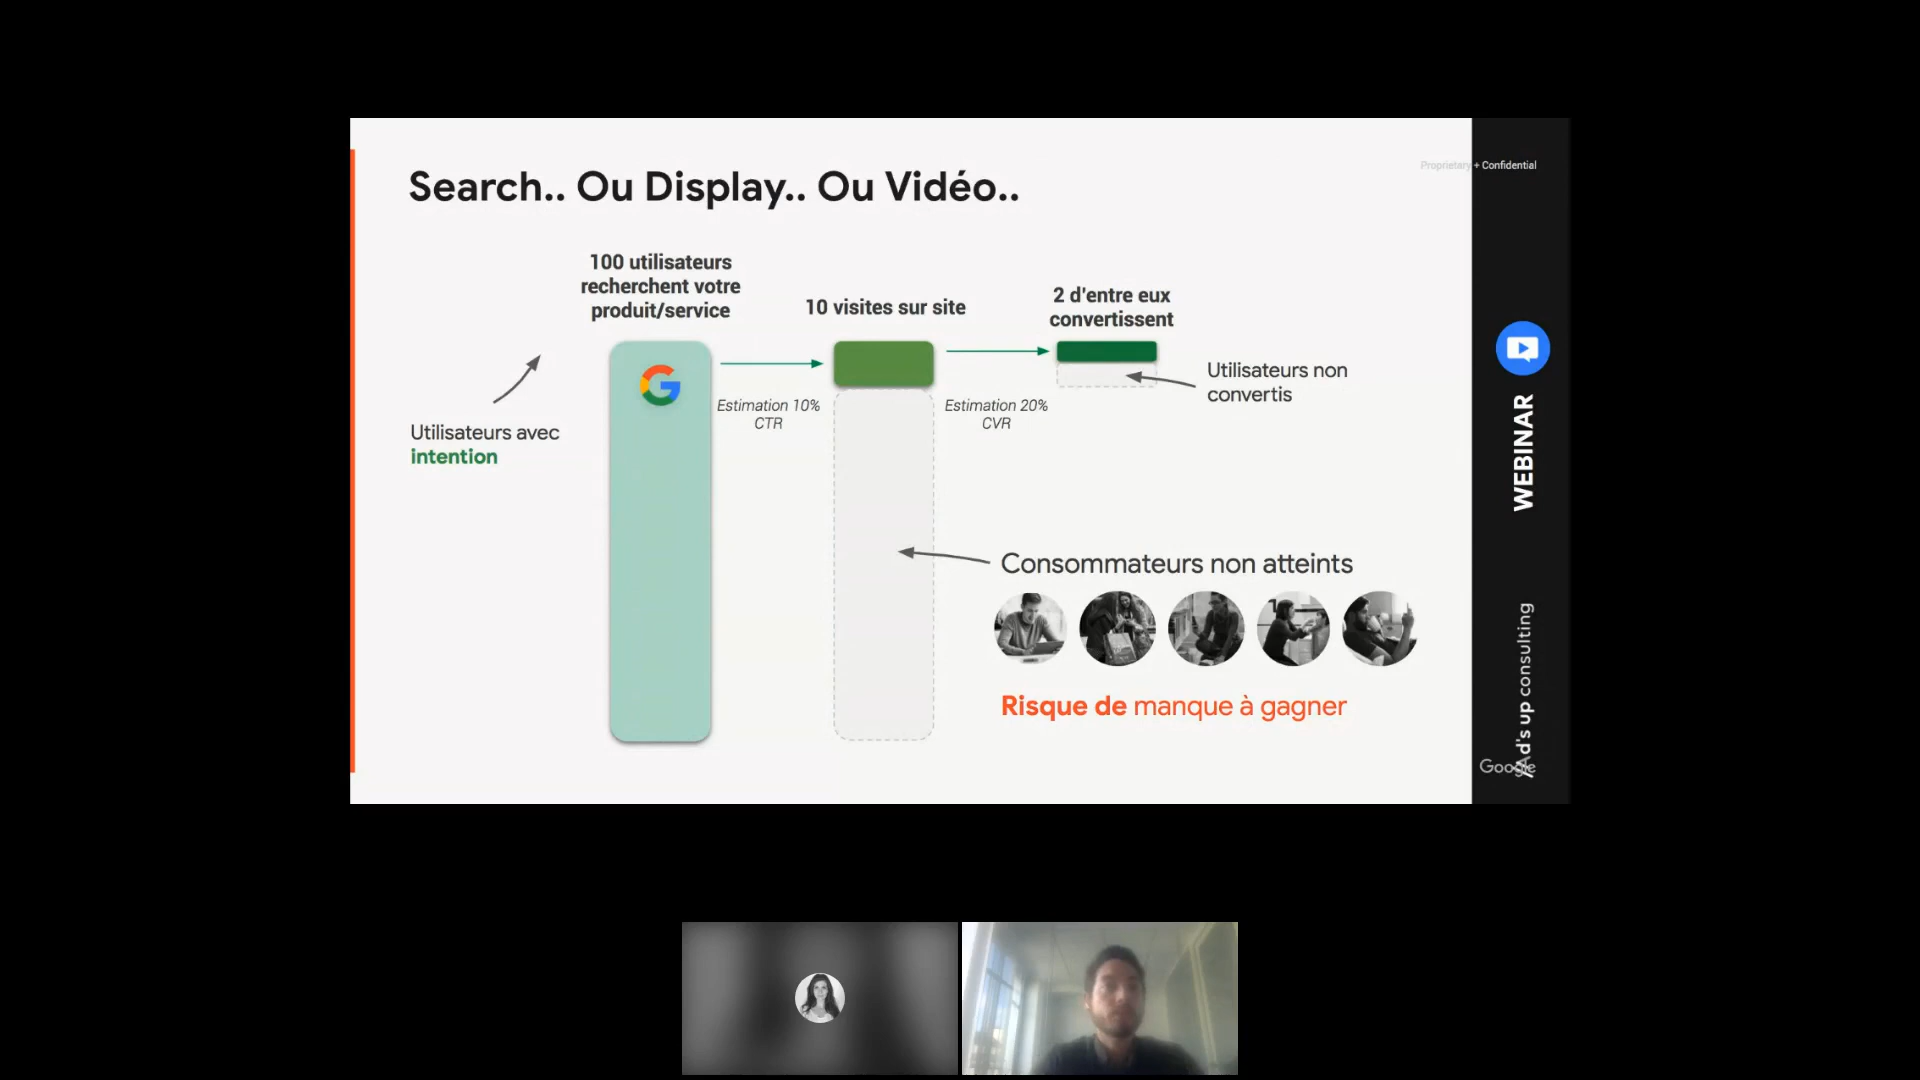 Proprietary + Confidential
Search.. Ou Display.. Ou Vidéo..
100 utilisateurs
recherchent votre
produit/service
10 visites sur site
2 d'entre eux
convertissent
Utilisateurs avec
intention
Estimation 10%
CTR
Estimation 20%
CVR
Utilisateurs non
convertis
Consommateurs non atteints
Risque de manque à gagner
WEBINAR
/Ad's up consulting
Google